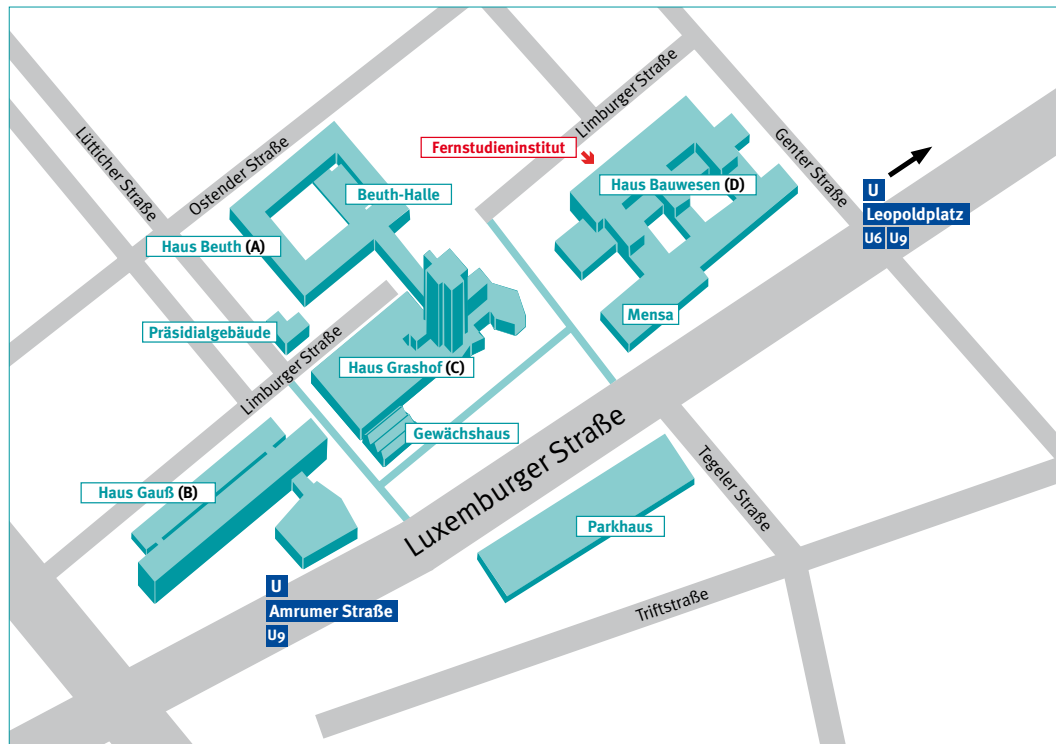 Limburger Straße
Lütticher Straße
Ostender Straße
Genter Straße
Fernstudieninstitut
Haus Bauwesen (D)
Beuth-Halle
U
Leopoldplatz
U6 U9
Haus Beuth (A)
Mensa
Präsidialgebäude
Limburger Straße
Haus Grashof (C)
Gewächshaus
Luxemburger Straße
Tegeler Straße
Haus Gauß (B)
Parkhaus
U
Amrumer Straße
U9
Triftstraße